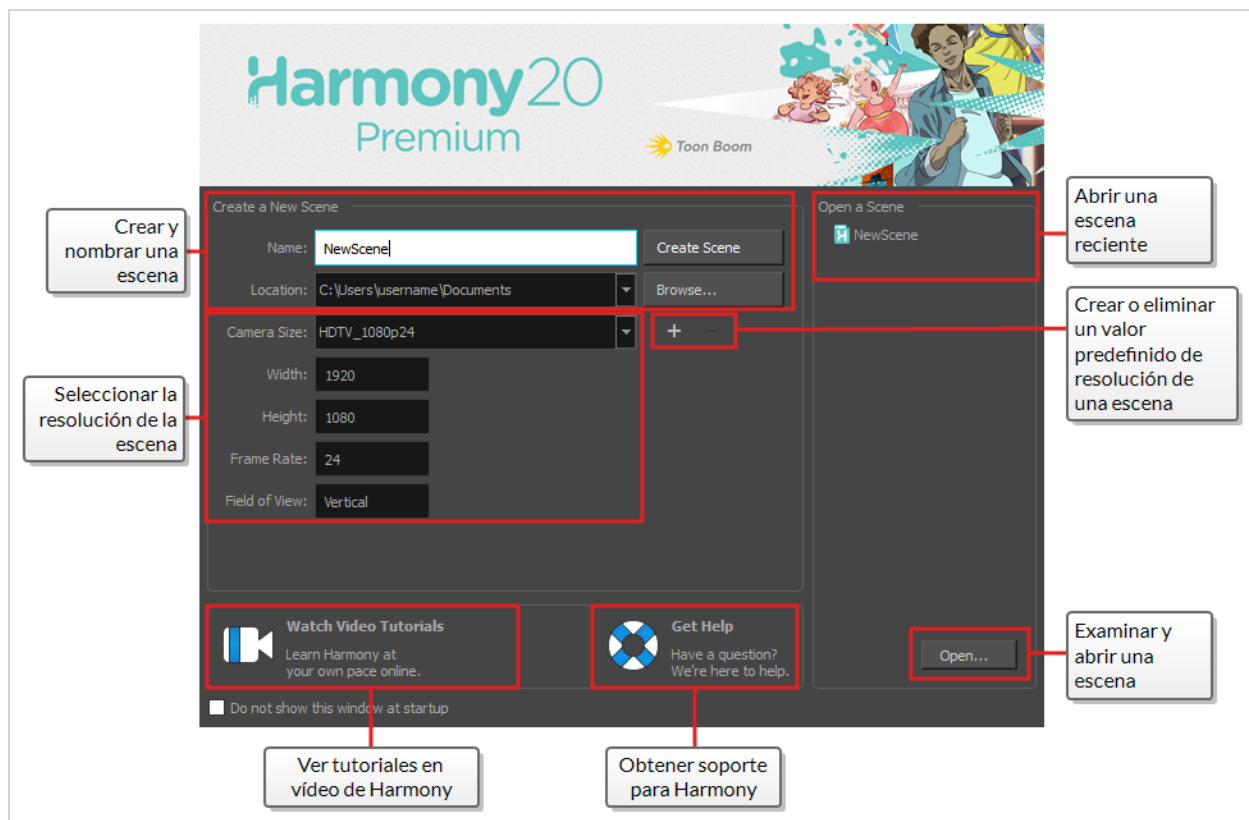 Harmony 20
Premium
Toon Boom
Crear y
nombrar una
escena
Create a New Scene
Name: NewScene Create Scene
Location: C:\Users\username\Documents Browse...
Open a Scene
NewScene
Abrir una
escena
reciente
Seleccionar la
resolución de la
escena
Camera Size: HDTV_1080p24 + −
Width: 1920
Height: 1080
Frame Rate: 24
Field of View: Vertical
Crear o eliminar
un valor
predefinido de
resolución de
una escena
Watch Video Tutorials
Learn Harmony at
your own pace online.
Get Help
Have a question?
We're here to help.
Open...
Examinar y
abrir una
escena
Do not show this window at startup
Ver tutoriales en
vídeo de Harmony
Obtener soporte
para Harmony